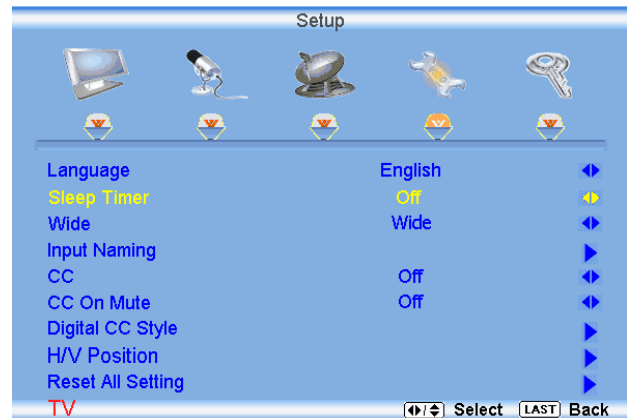 Setup
Language English
Sleep Timer Off
Wide Wide
Input Naming
CC Off
CC On Mute Off
Digital CC Style
H/V Position
Reset All Setting
TV Select LAST Back